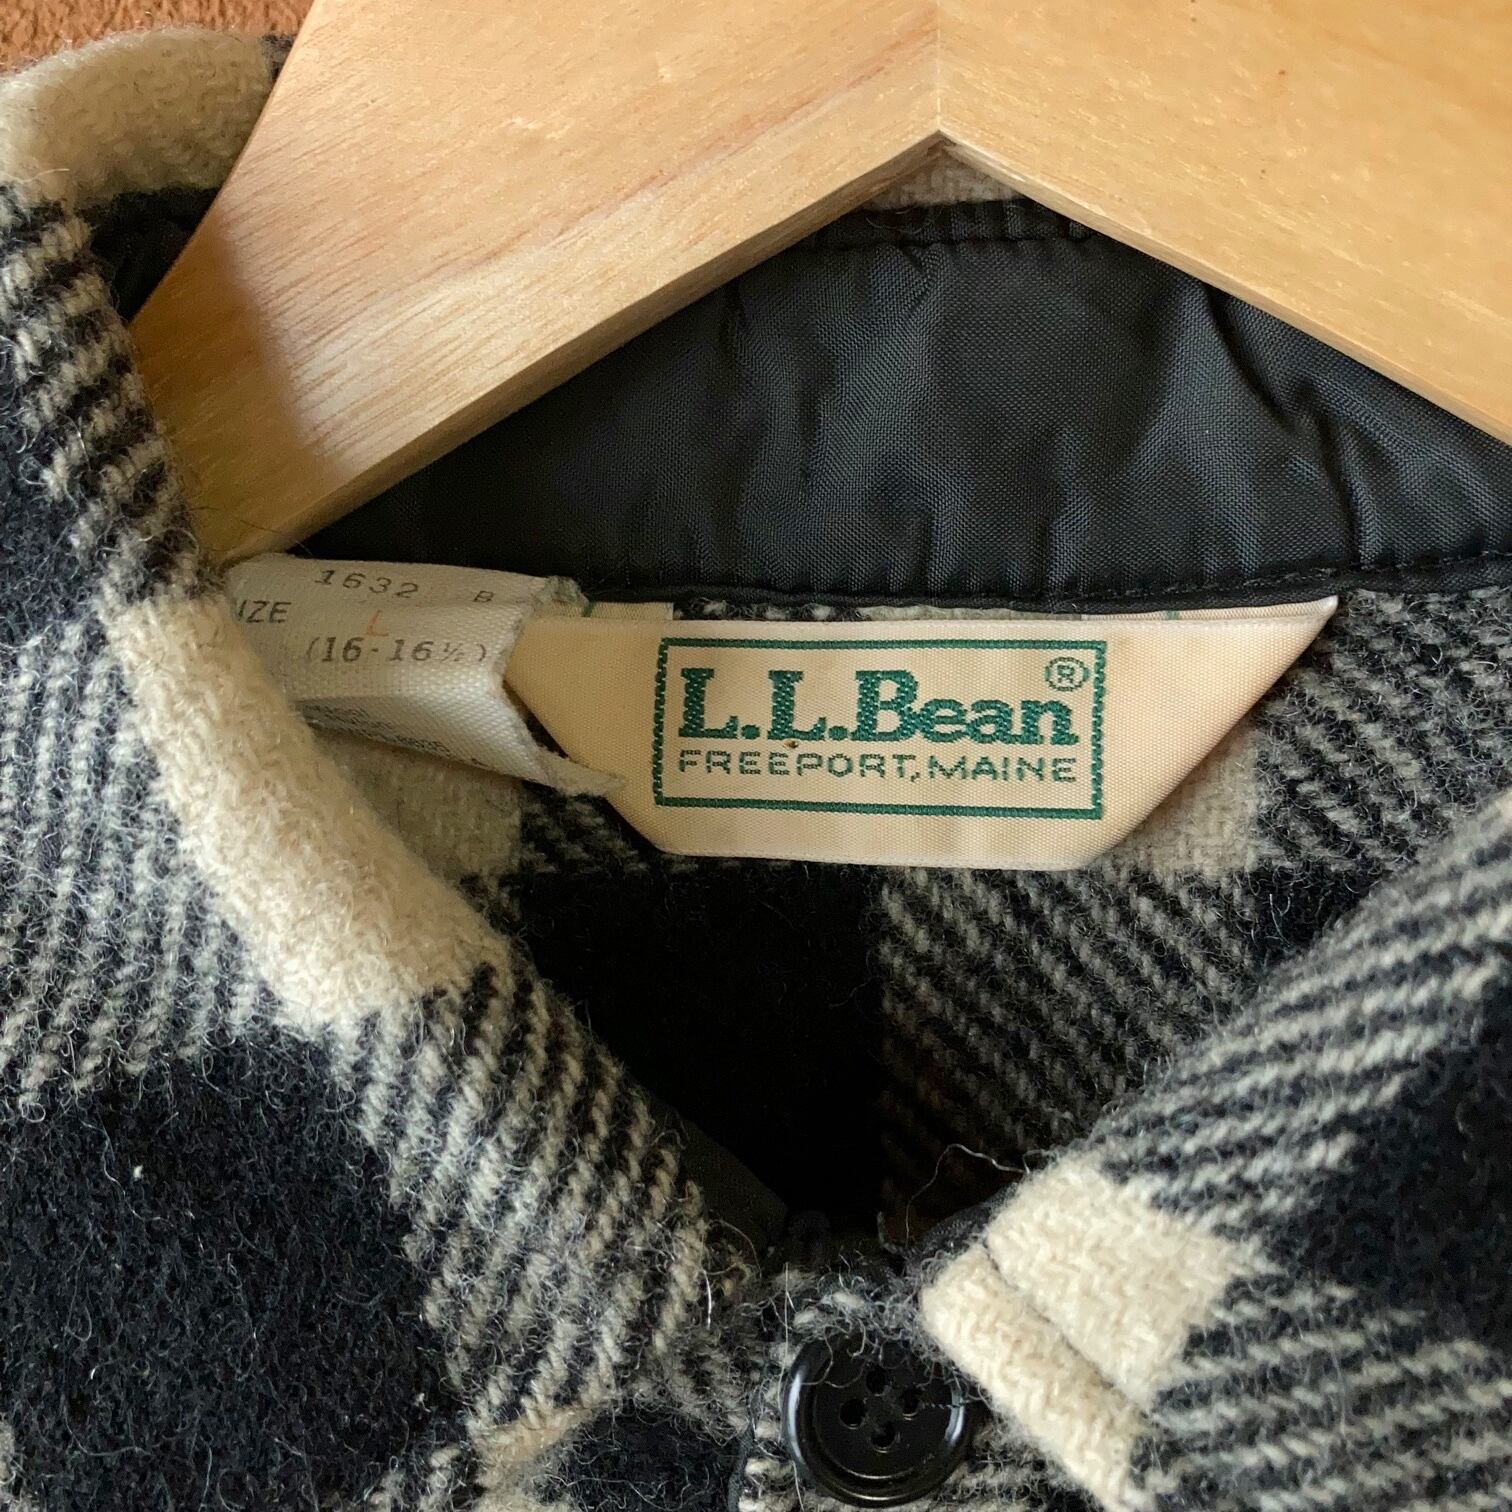 1632 B
IZE L
(16-16½)
L.L.Bean®
FREEPORT, MAINE